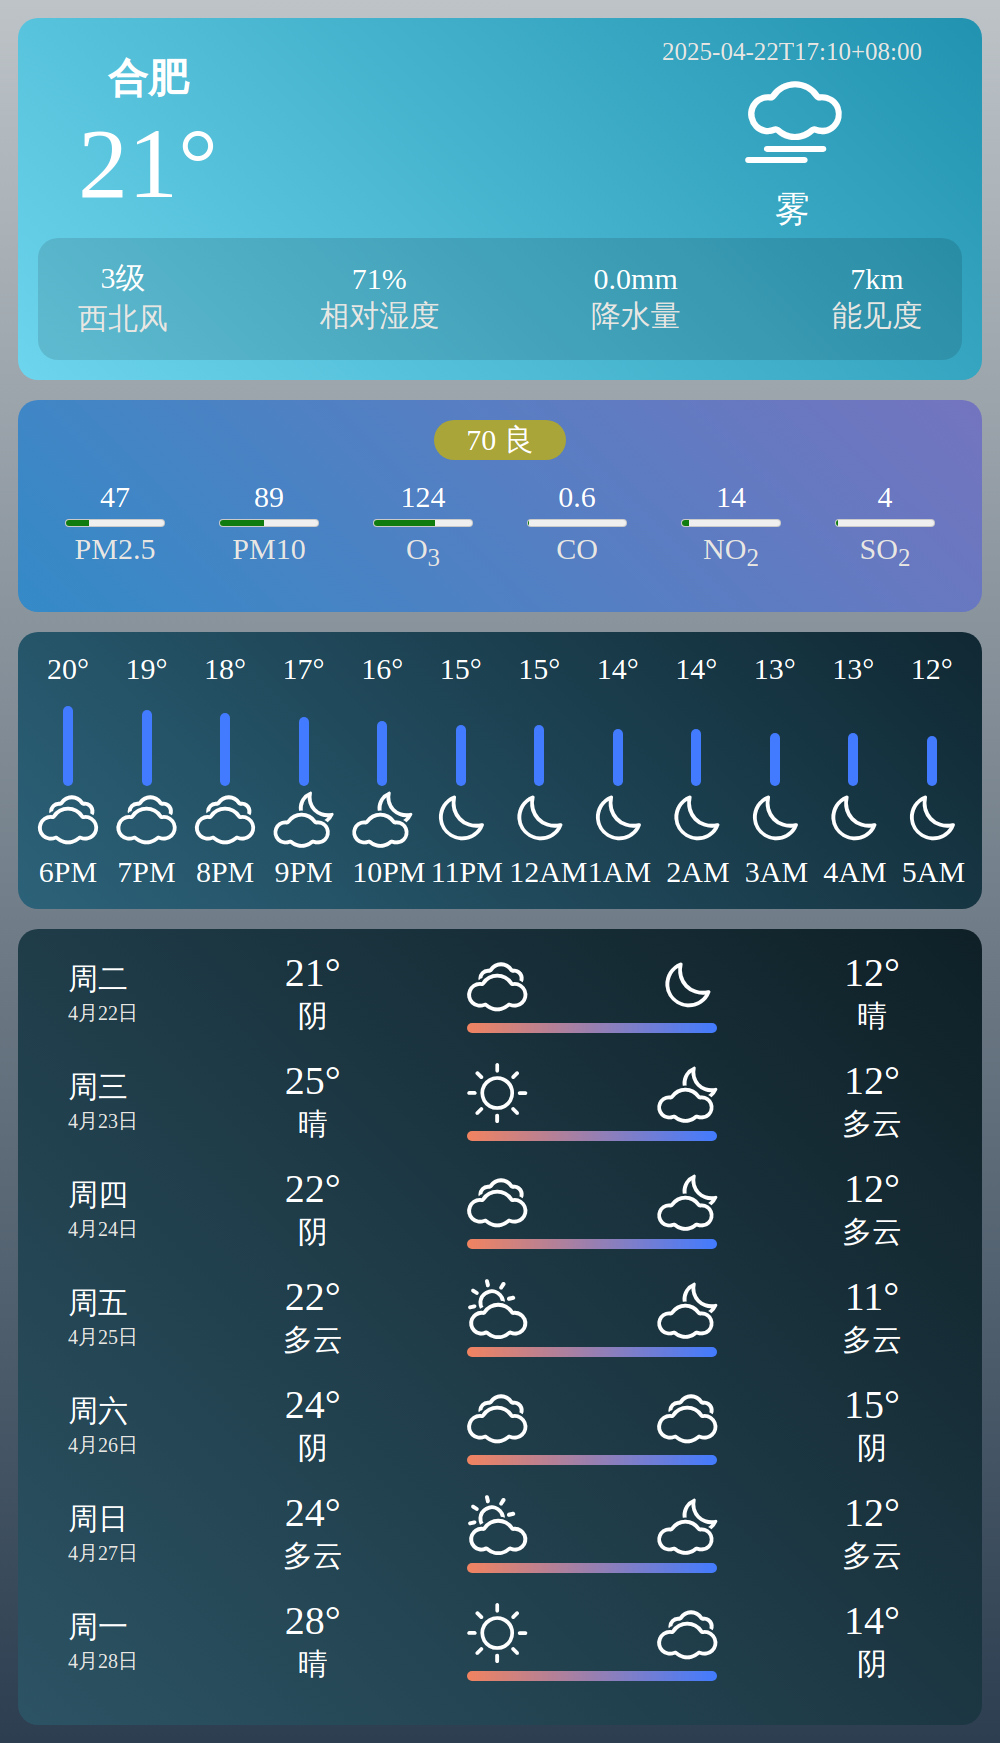 合肥
2025-04-22T17:10+08:00
21°
雾
3级 71% 0.0mm 7km
西北风 相对湿度 降水量 能见度
70 良
47 89 124 0.6 14 4
PM2.5 PM10 O3 CO NO2 SO2
20° 19° 18° 17° 16° 15° 15° 14° 14° 13° 13° 12°
6PM 7PM 8PM 9PM 10PM 11PM 12AM 1AM 2AM 3AM 4AM 5AM
周二 21° 12°
4月22日 阴 晴
周三 25° 12°
4月23日 晴 多云
周四 22° 12°
4月24日 阴 多云
周五 22° 11°
4月25日 多云 多云
周六 24° 15°
4月26日 阴 阴
周日 24° 12°
4月27日 多云 多云
周一 28° 14°
4月28日 晴 阴